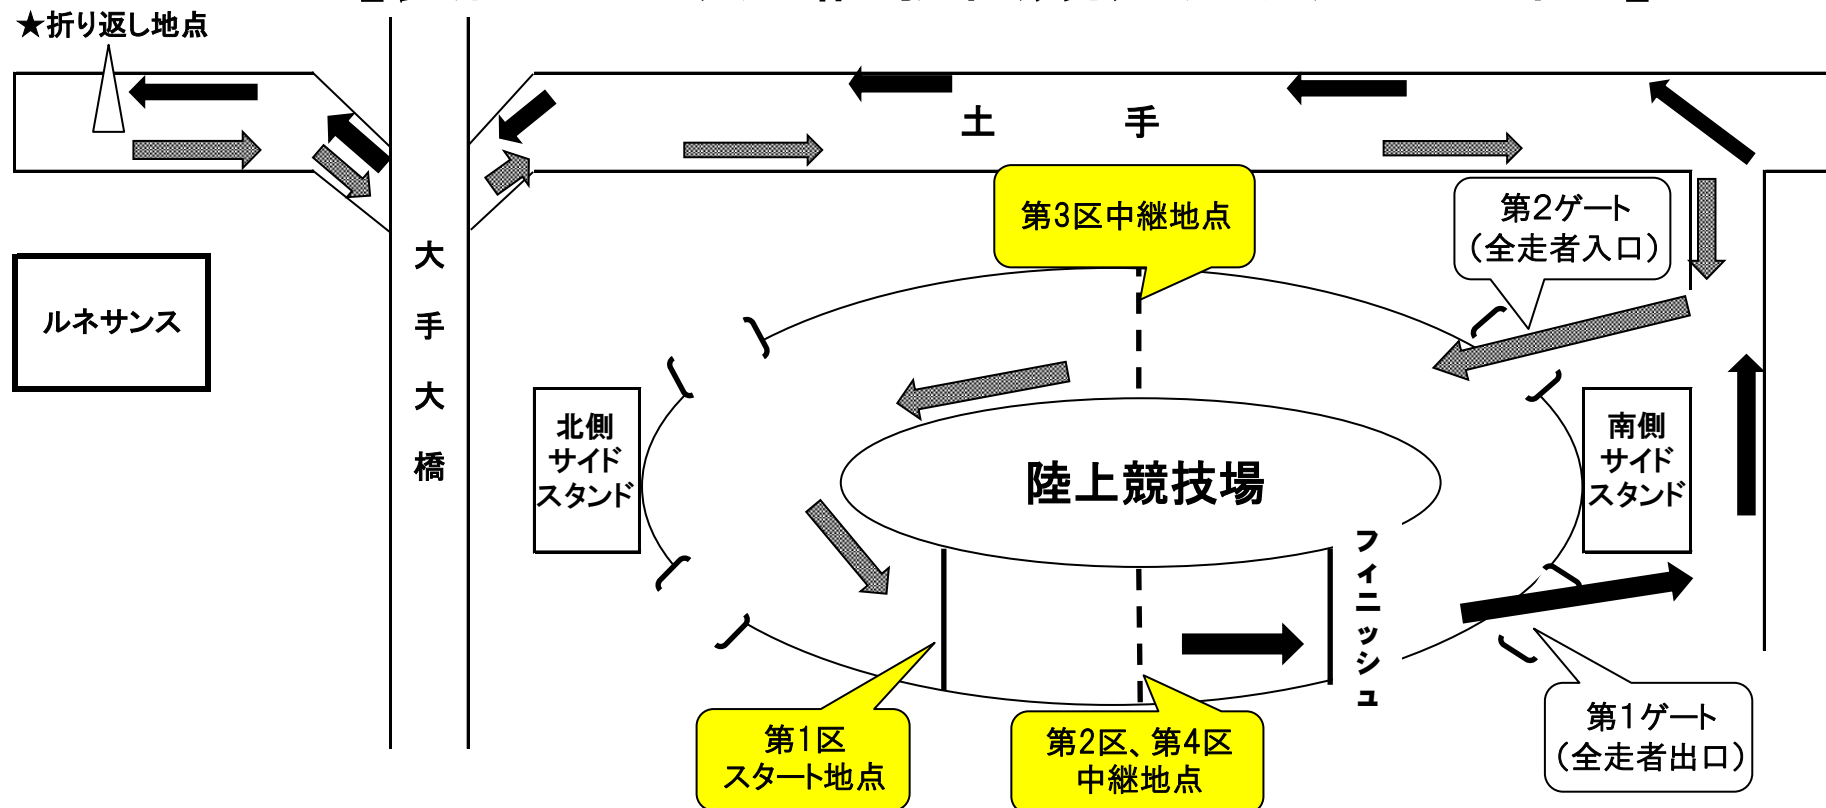 ★折り返し地点
土　手
第3区中継地点
第2ゲート
(全走者入口)
大手大橋
ルネサンス
北側
サイド
スタンド
陸上競技場
南側
サイド
スタンド
フィニッシュ
第1区
スタート地点
第2区、第4区
中継地点
第1ゲート
(全走者出口)